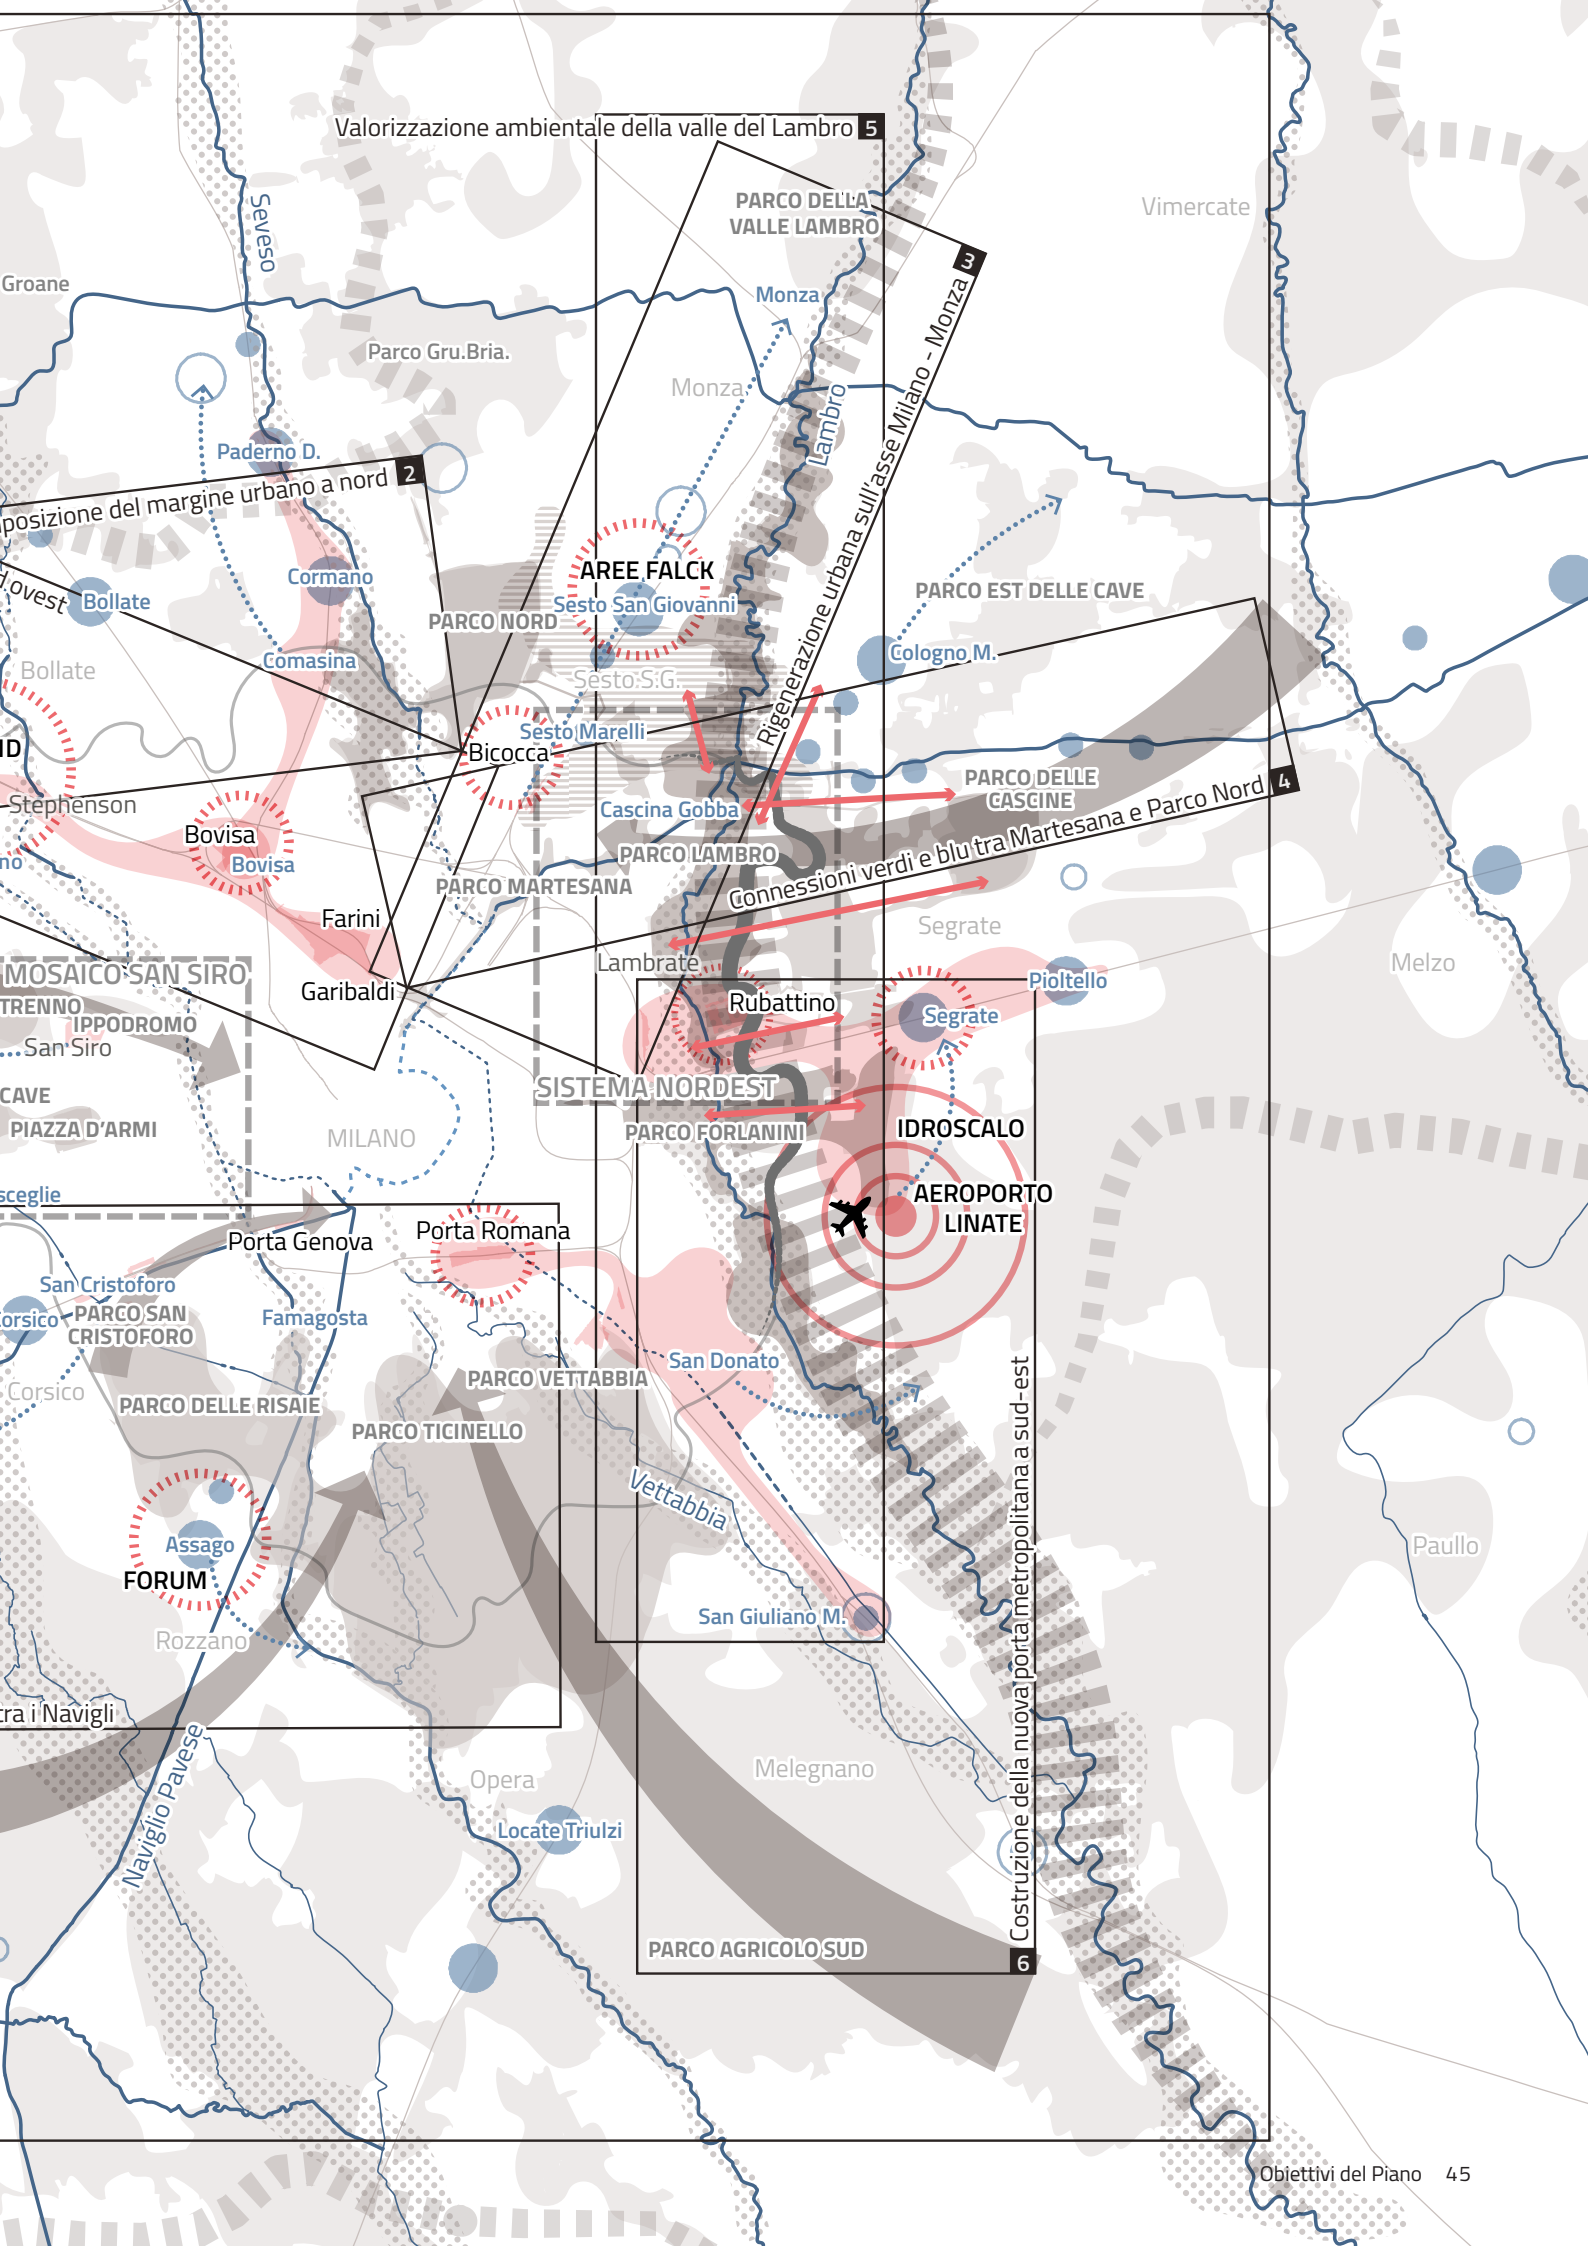 Valorizzazione ambientale della valle del Lambro 5
PARCO DELLA
VALLE LAMBRO
Vimercate
Seveso
3
Groane
Monza
Rigenerazione urbana sull'asse Milano - Monza
Parco Gru.Bria.
Monza
Lambro
Paderno D.
2
posizione del margine urbano a nord
AREE FALCK
Cormano
d ovest
Bollate
Sesto San Giovanni
PARCO EST DELLE CAVE
PARCO NORD
Cologno M.
Comasina
Bollate
Sesto S.G.
Sesto Marelli
Bicocca
ID
PARCO DELLE
CASCINE
4
Stephenson
Cascina Gobba
Bovisa
Bovisa
no
PARCO LAMBRO
Connessioni verdi e blu tra Martesana e Parco Nord
PARCO MARTESANA
Farini
Segrate
Lambrate
Melzo
MOSAICO SAN SIRO
Garibaldi
Pioltello
TRENNO
IPPODROMO
Rubattino
Segrate
San Siro
SISTEMA NORDEST
CAVE
PIAZZA D'ARMI
MILANO
PARCO FORLANINI
IDROSCALO
sceglie
AEROPORTO
LINATE
Porta Genova
Porta Romana
San Cristoforo
orsico
PARCO SAN
CRISTOFORO
Famagosta
San Donato
PARCO VETTABBIA
Corsico
PARCO DELLE RISAIE
PARCO TICINELLO
Vettabbia
Assago
Paullo
FORUM
San Giuliano M.
Rozzano
Costruzione della nuova porta metropolitana a sud-est
tra i Navigli
Naviglio Pavese
Melegnano
Opera
Locate Triulzi
PARCO AGRICOLO SUD
6
Obiettivi del Piano 45